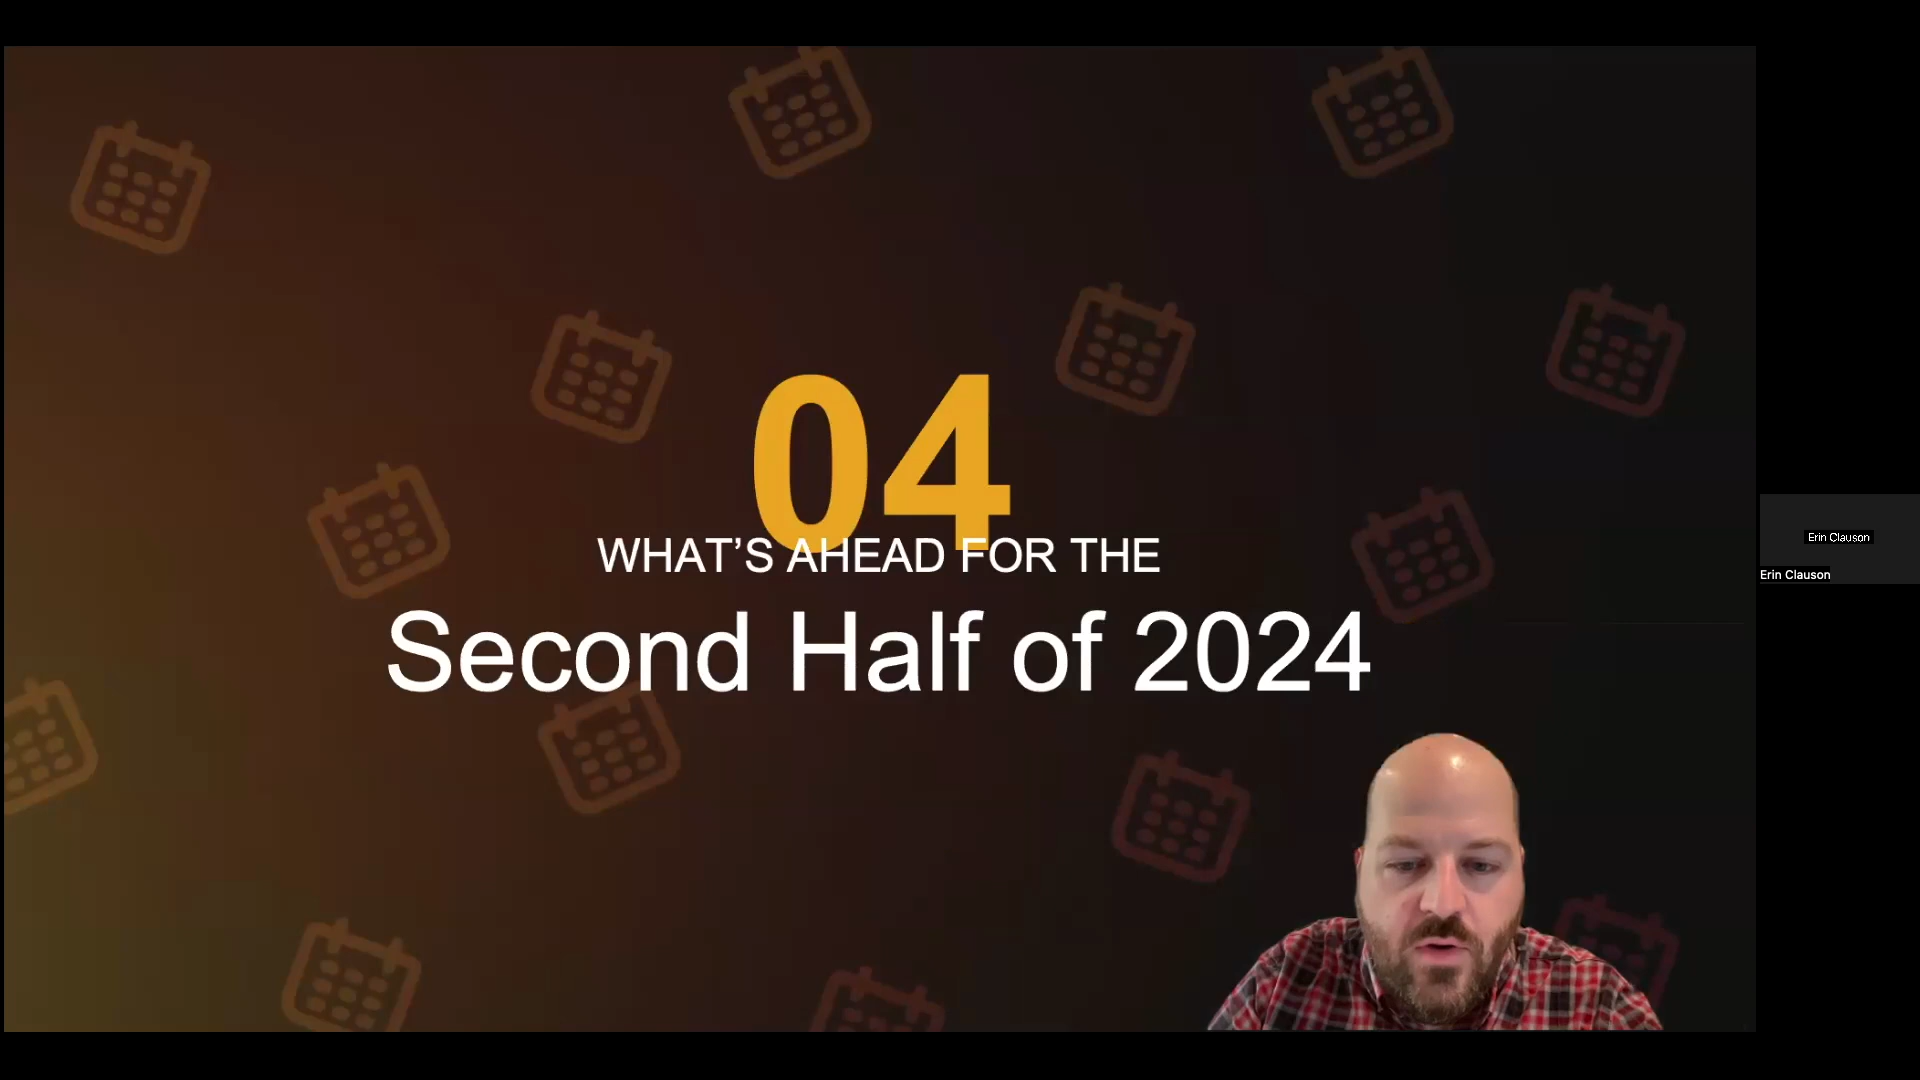 04
WHAT’S AHEAD FOR THE
Second Half of 2024
Erin Clauson
Erin Clauson